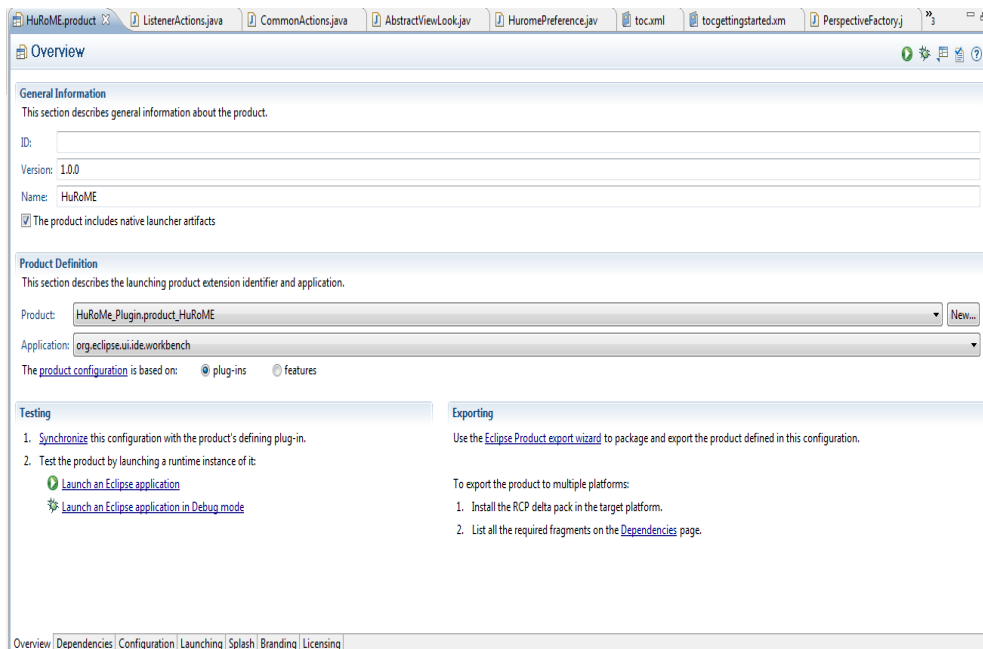 HuRoME.product ListenerActions.java CommonActions.java AbstractViewLook.jav HuromePreference.jav toc.xml tocgettingstarted.xm PerspectiveFactory.j »3
Overview
General Information
This section describes general information about the product.
ID:
Version: 1.0.0
Name: HuRoME
The product includes native launcher artifacts
Product Definition
This section describes the launching product extension identifier and application.
Product: HuRoMe_Plugin.product_HuRoME New...
Application: org.eclipse.ui.ide.workbench
The product configuration is based on: plug-ins features
Testing
1. Synchronize this configuration with the product's defining plug-in.
2. Test the product by launching a runtime instance of it:
Launch an Eclipse application
Launch an Eclipse application in Debug mode
Exporting
Use the Eclipse Product export wizard to package and export the product defined in this configuration.
To export the product to multiple platforms:
1. Install the RCP delta pack in the target platform.
2. List all the required fragments on the Dependencies page.
Overview Dependencies Configuration Launching Splash Branding Licensing